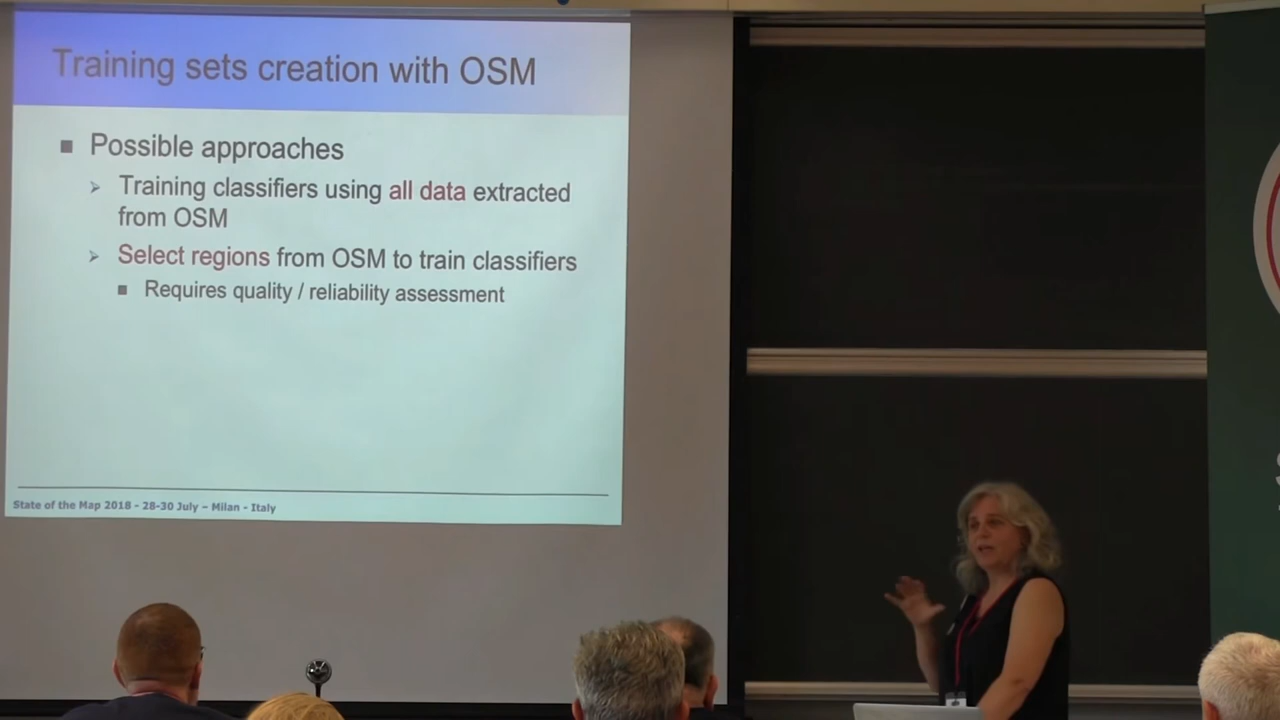 Training sets creation with OSM
Possible approaches
Training classifiers using all data extracted
from OSM
Select regions from OSM to train classifiers
Requires quality / reliability assessment
State of the Map 2018 - 28-30 July – Milan - Italy